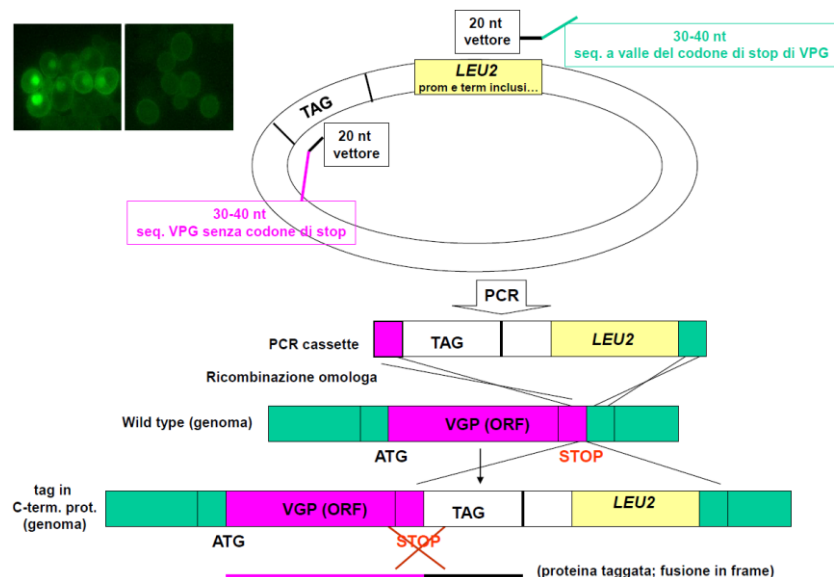 20 nt
vettore
30-40 nt
seq. a valle del codone di stop di VPG
LEU2
prom e term inclusi...
TAG
20 nt
vettore
30-40 nt
seq. VPG senza codone di stop
PCR
PCR cassette
TAG
LEU2
Ricombinazione omologa
Wild type (genoma)
VGP (ORF)
ATG
STOP
tag in
C-term. prot.
(genoma)
VGP (ORF)
TAG
LEU2
ATG
STOP
(proteina taggata; fusione in frame)